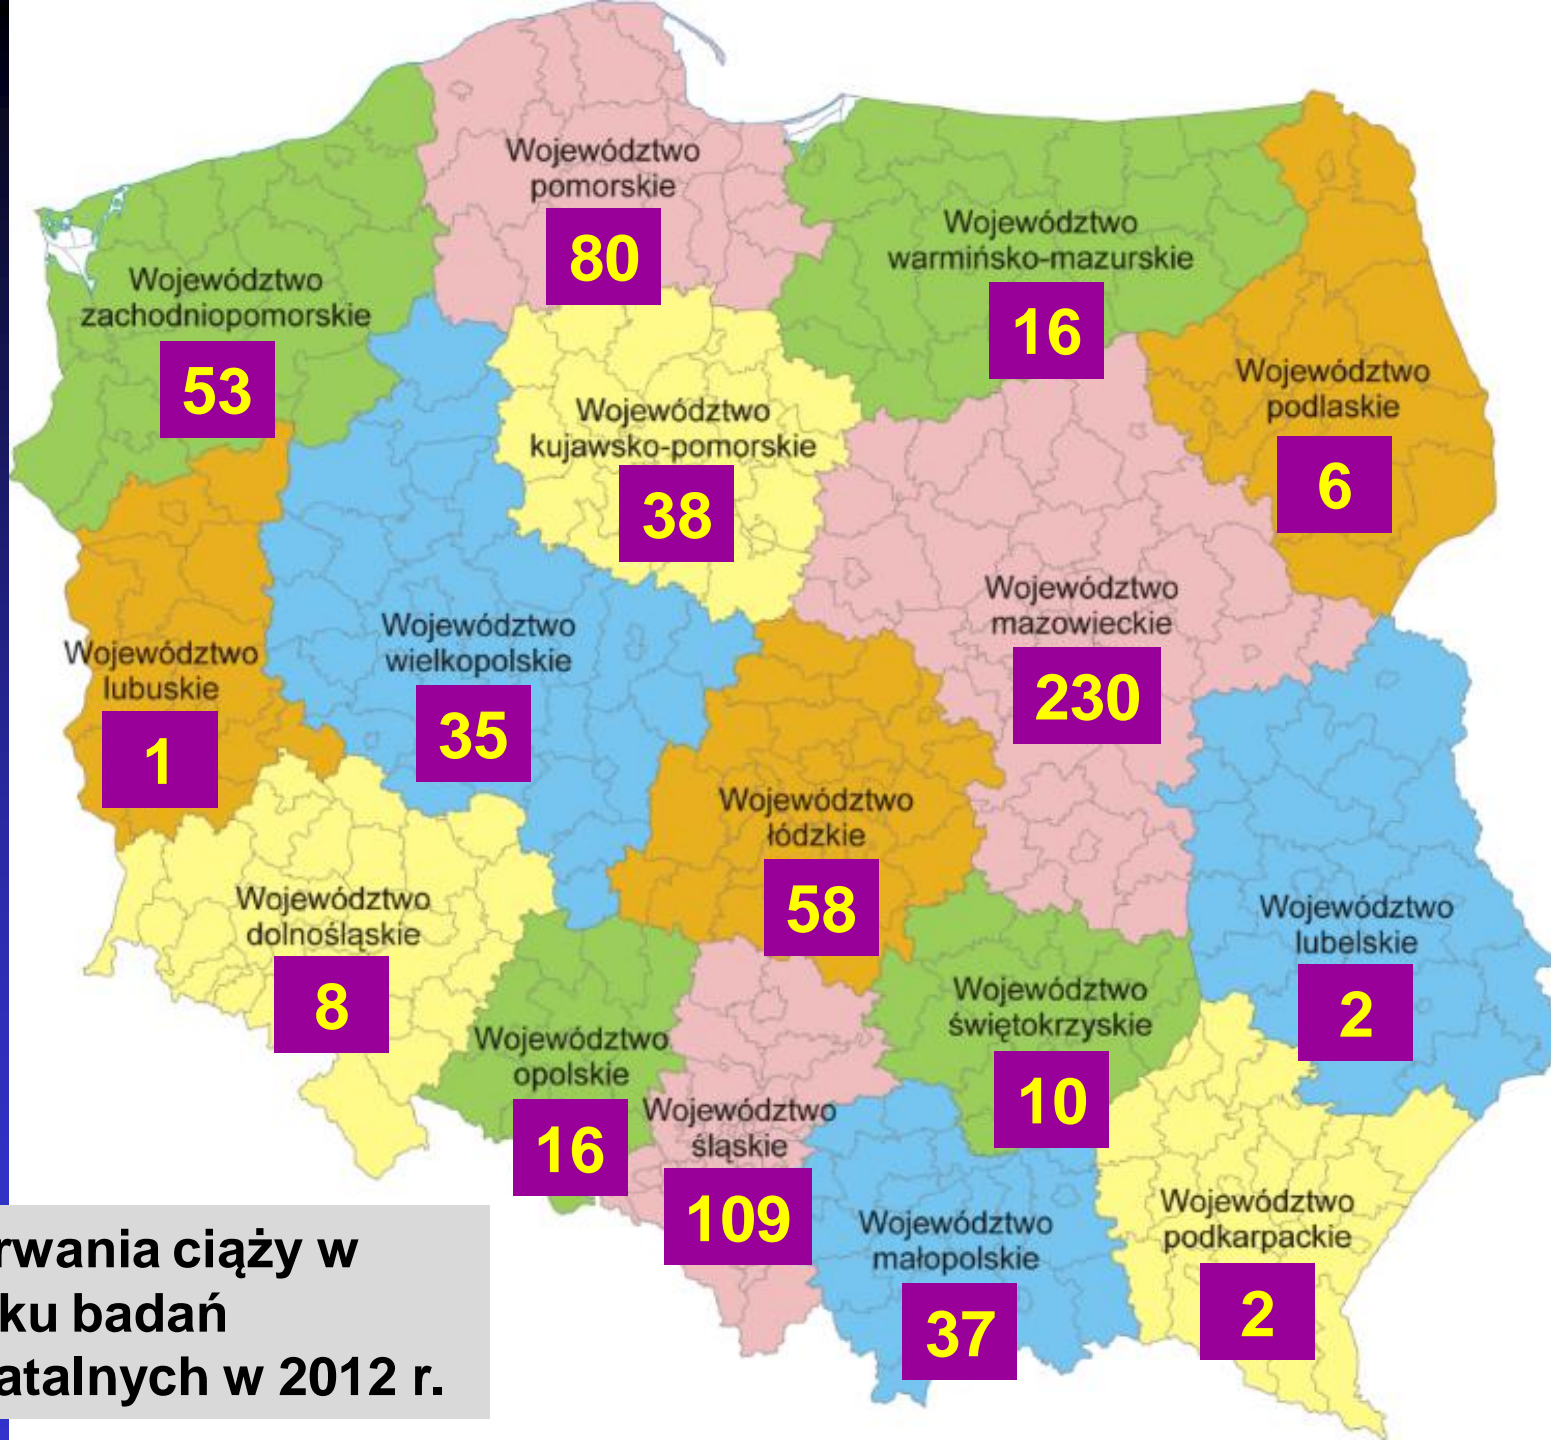 Województwo
pomorskie
80
Województwo
warmińsko-mazurskie
16
Województwo
zachodniopomorskie
53
Województwo
podlaskie
6
Województwo
kujawsko-pomorskie
38
Województwo
mazowieckie
230
Województwo
wielkopolskie
35
Województwo
lubuskie
1
Województwo
łódzkie
58
Województwo
dolnośląskie
8
Województwo
lubelskie
2
Województwo
świętokrzyskie
10
Województwo
opolskie
16
Województwo
śląskie
109
Województwo
małopolskie
37
Województwo
podkarpackie
2
rwania ciąży w
ku badań
atalnych w 2012 r.